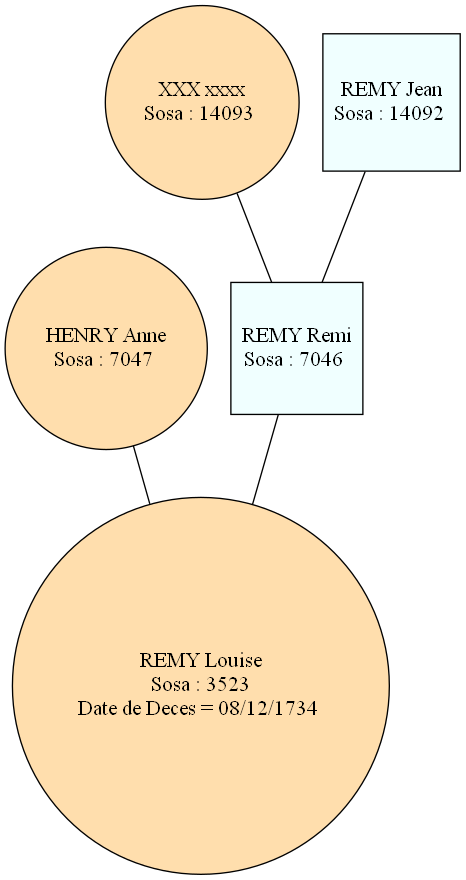 XXX xxxx
Sosa : 14093
REMY Jean
Sosa : 14092
HENRY Anne
Sosa : 7047
REMY Remi
Sosa : 7046
REMY Louise
Sosa : 3523
Date de Deces = 08/12/1734